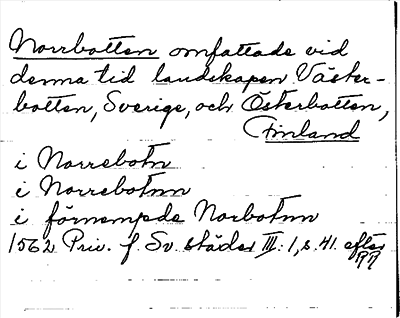 Norrbotten omfattade vid
denna tid landskapen Väster-
botten, Sverige, och Österbotten,
Finland
i Norrebotn
i Norrebotnn
i förnempde Norbotnn
1562 Priv. f. Sv. städer III: 1, s. 41. efter